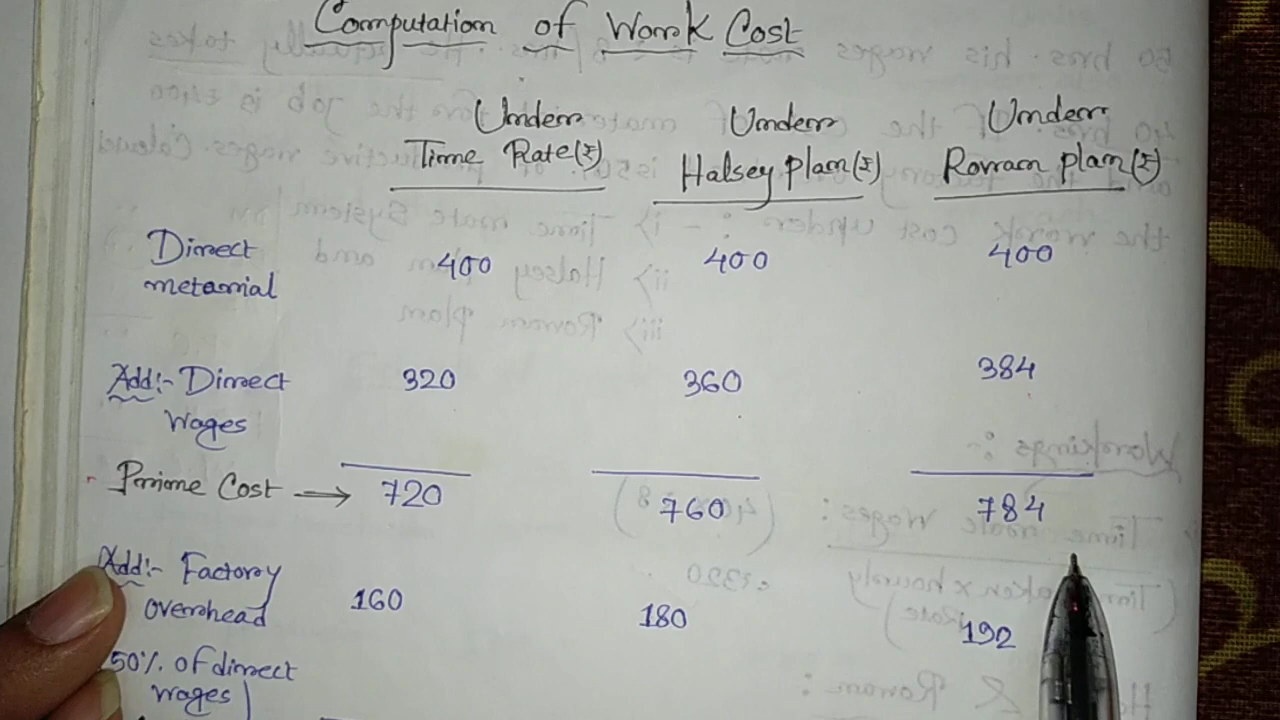 Computation of Work Cost
Under Time Rate(₹)
Under Halsey plan(₹)
Under Rowan plan(₹)
Direct material 400 400 400
Add:- Direct Wages 320 360 384
Prime Cost → 720 760 784
Add:- Factory overhead 160 180 192
50% of direct wages